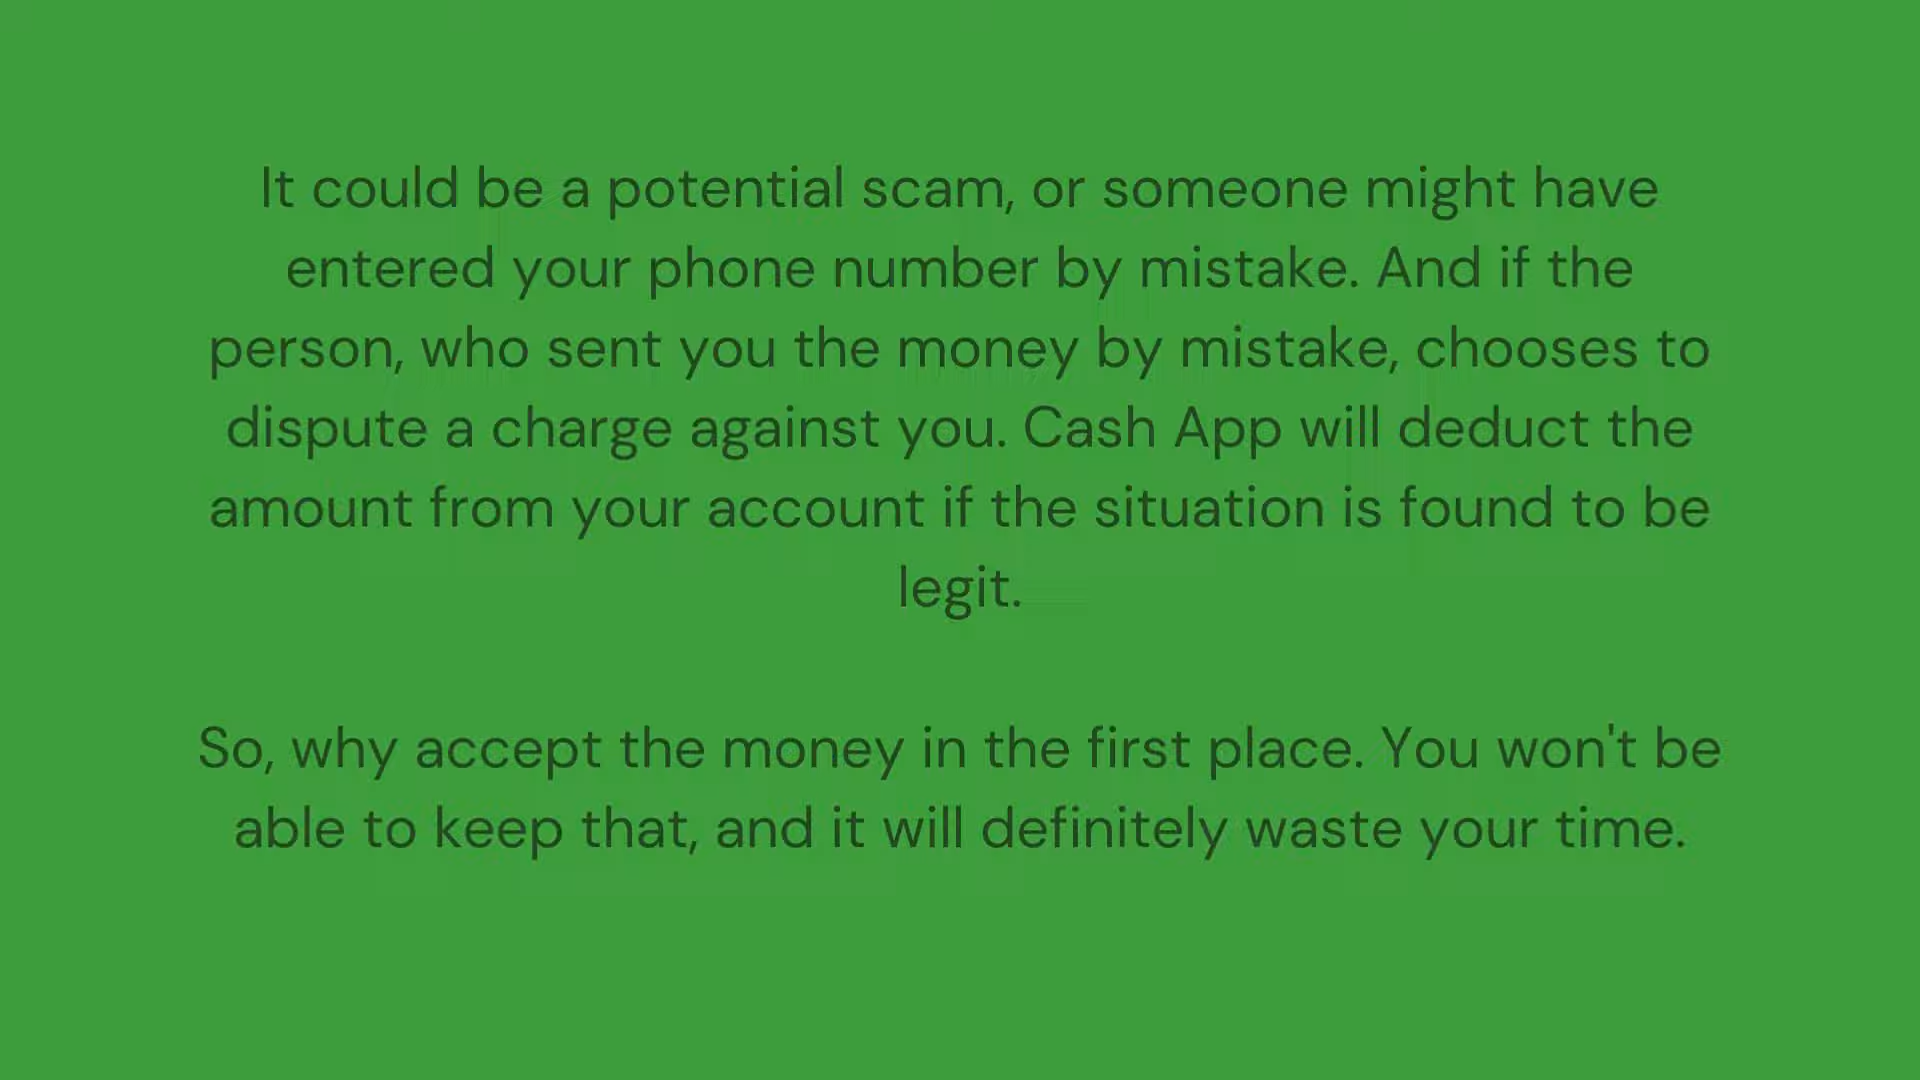 It could be a potential scam, or someone might have
entered your phone number by mistake. And if the
person, who sent you the money by mistake, chooses to
dispute a charge against you. Cash App will deduct the
amount from your account if the situation is found to be
legit.
So, why accept the money in the first place. You won't be
able to keep that, and it will definitely waste your time.